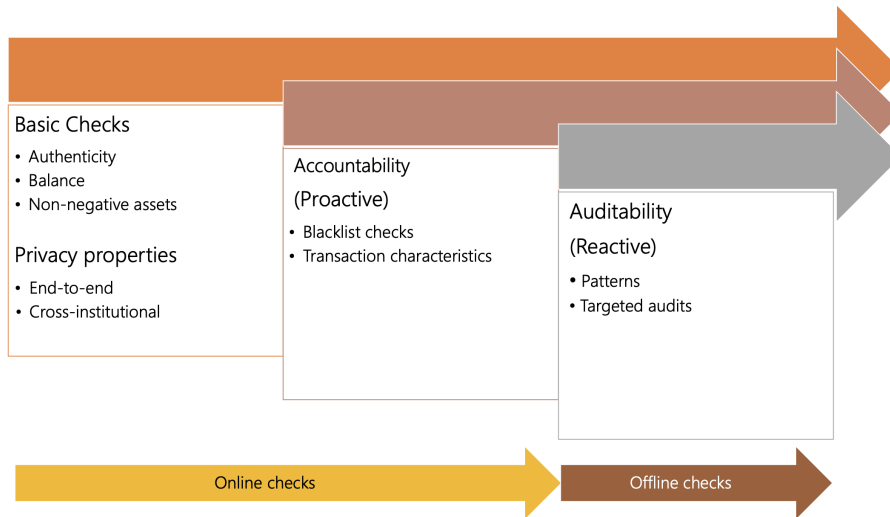 Basic Checks
• Authenticity
• Balance
• Non-negative assets
Privacy properties
• End-to-end
• Cross-institutional
Accountability
(Proactive)
• Blacklist checks
• Transaction characteristics
Auditability
(Reactive)
• Patterns
• Targeted audits
Online checks
Offline checks